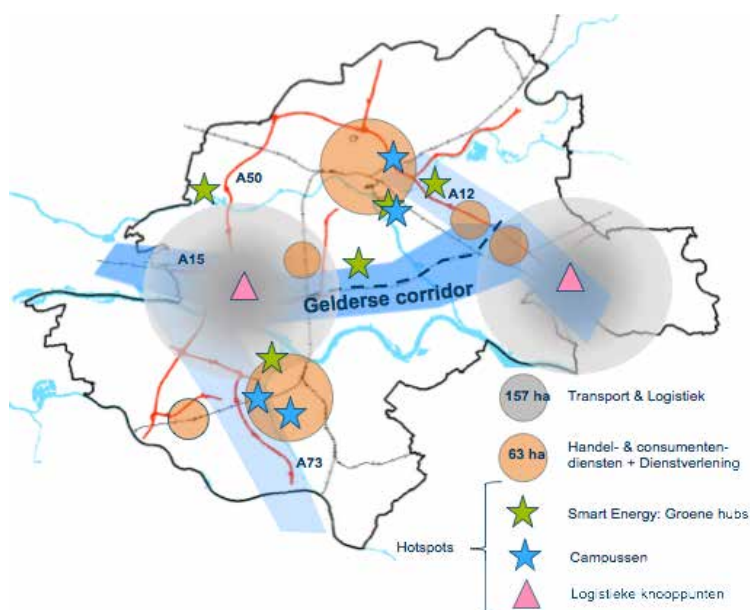 A50
A12
A15
Gelderse corridor
A73
157 ha
Transport & Logistiek
63 ha
Handel- & consumenten-
diensten + Dienstverlening
Smart Energy: Groene hubs
Hotspots
Campussen
Logistieke knooppunten